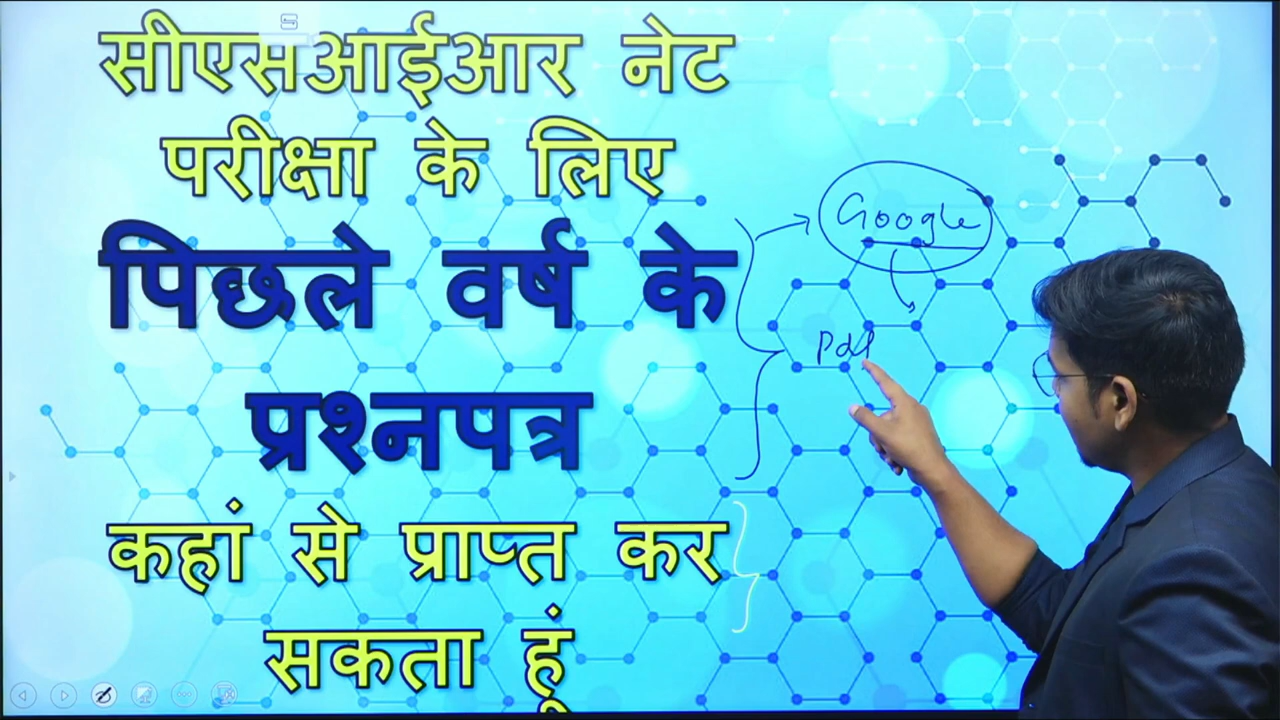 सीएसआईआर नेट
परीक्षा के लिए
पिछले वर्ष के
प्रश्नपत्र
कहां से प्राप्त कर
सकता हूं
Google
Pdf